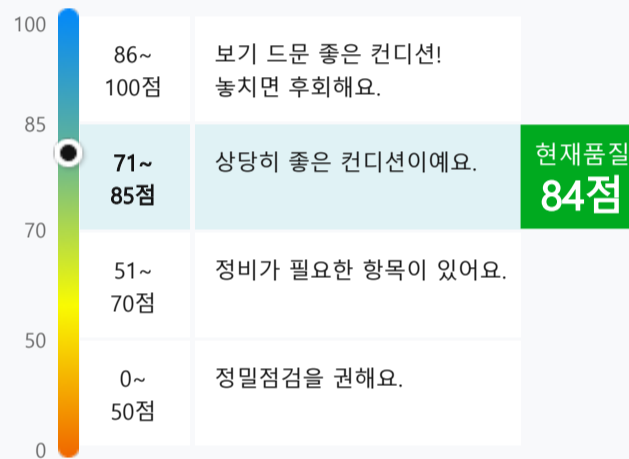 100
86~
100점
보기 드문 좋은 컨디션!
놓치면 후회해요.
85
71~
85점
상당히 좋은 컨디션이예요.
현재품질
84점
70
51~
70점
정비가 필요한 항목이 있어요.
50
0~
50점
정밀점검을 권해요.
0